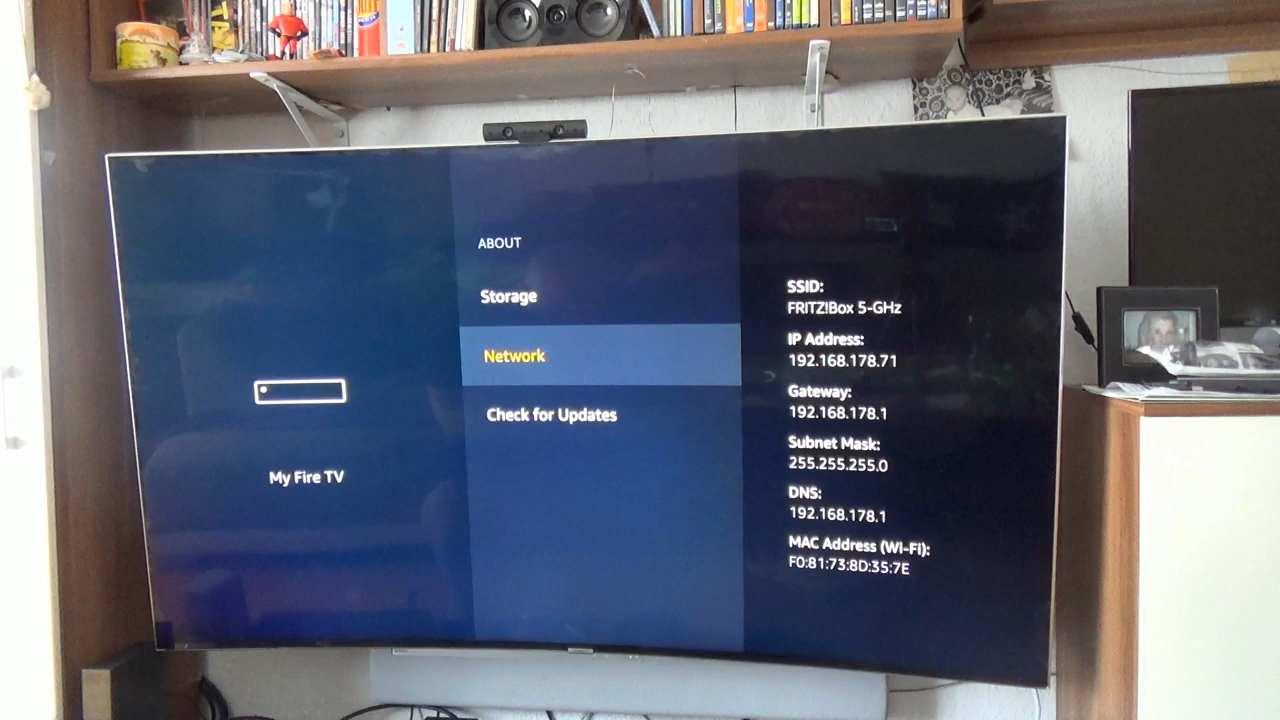 ABOUT
Storage
Network
Check for Updates
My Fire TV
SSID:
FRITZ!Box 5-GHz
IP Address:
192.168.178.71
Gateway:
192.168.178.1
Subnet Mask:
255.255.255.0
DNS:
192.168.178.1
MAC Address (Wi-Fi):
F0:81:73:8D:35:7E